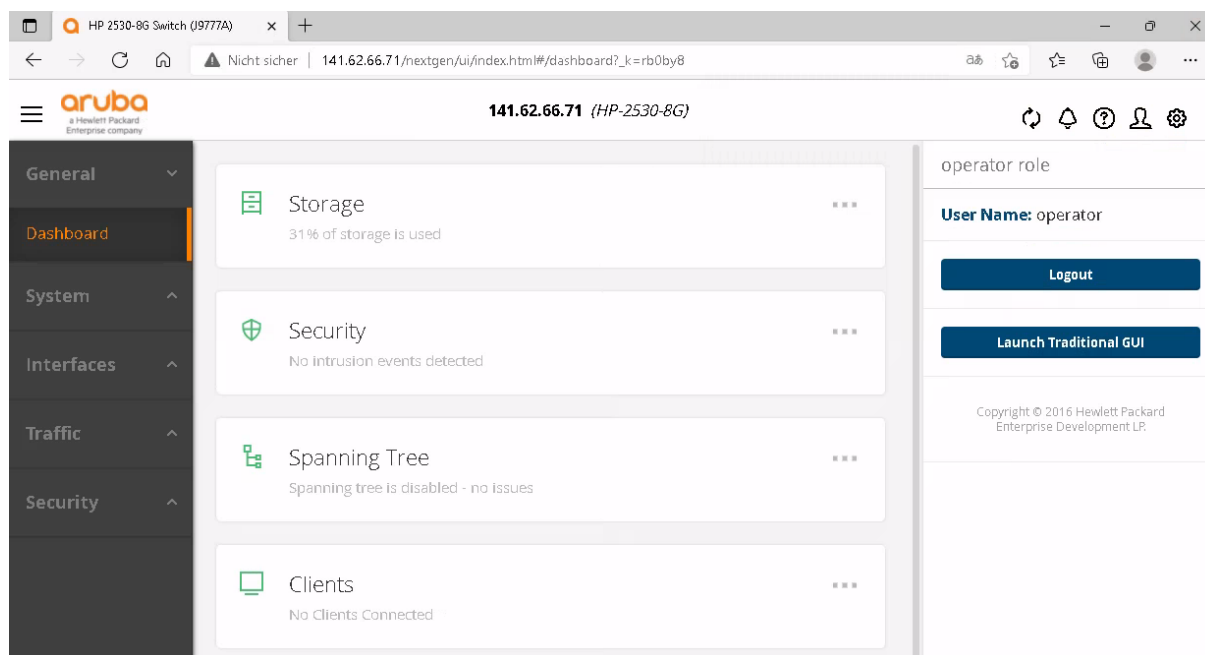 HP 2530-8G Switch (J9777A)
Nicht sicher | 141.62.66.71/nextgen/ui/index.html#/dashboard?_k=rb0by8
aあ
aruba
a Hewlett Packard
Enterprise company
141.62.66.71 (HP-2530-8G)
General
Dashboard
System
Interfaces
Traffic
Security
Storage
31% of storage is used
Security
No intrusion events detected
Spanning Tree
Spanning tree is disabled - no issues
Clients
No Clients Connected
operator role
User Name: operator
Logout
Launch Traditional GUI
Copyright © 2016 Hewlett Packard
Enterprise Development LP.